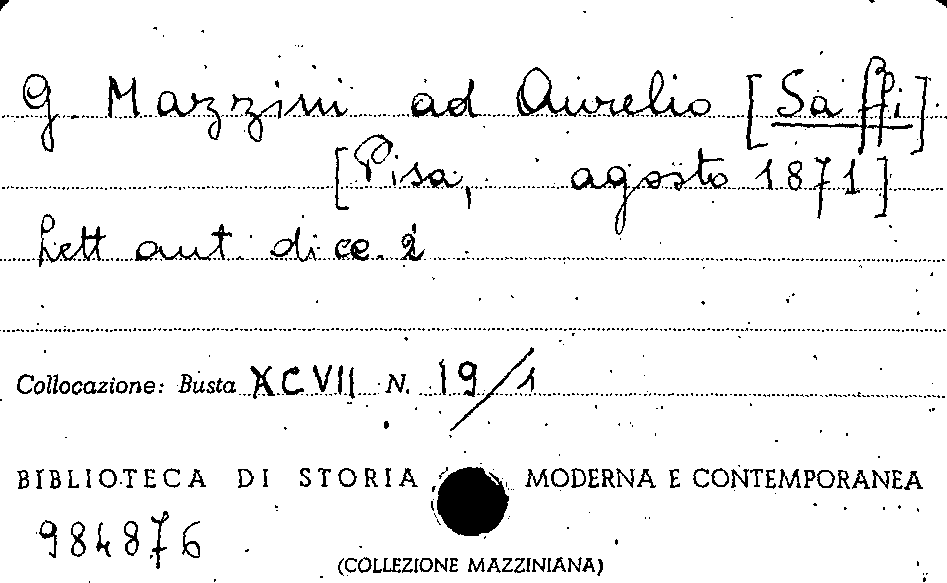 G. Mazzini ad Aurelio [Saffi]
[Pisa, agosto 1871]
Lett. aut. di cc. 2
Collocazione: Busta XCVII N. 19/1
BIBLIOTECA DI STORIA MODERNA E CONTEMPORANEA
984876
(COLLEZIONE MAZZINIANA)